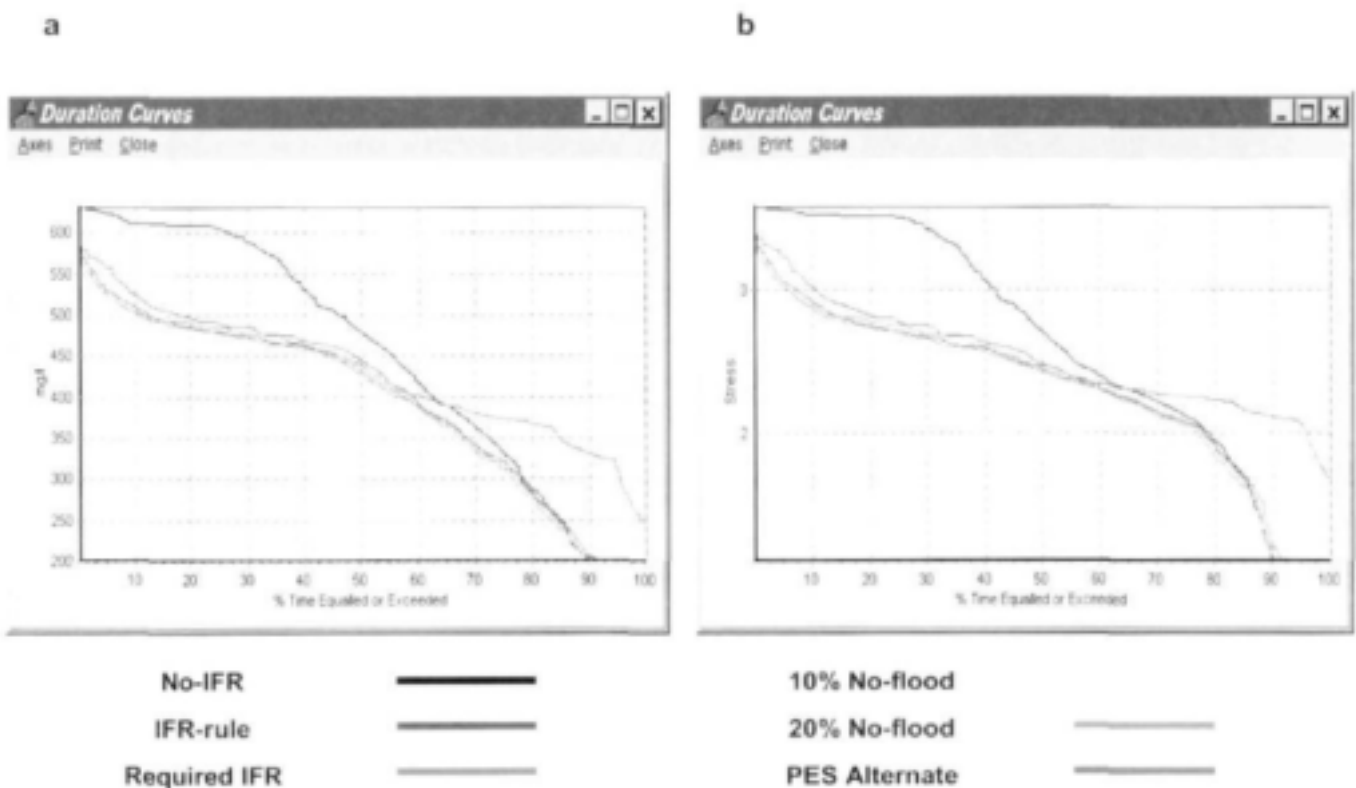 a
b
Duration Curves
Axes Print Close
600
550
500
450
400
350
300
250
200
mg/l
10 20 30 40 50 60 70 80 90 100
% Time Equalled or Exceeded
Duration Curves
Axes Print Close
3
2
Stress
10 20 30 40 50 60 70 80 90 100
% Time Equalled or Exceeded
No-IFR
IFR-rule
Required IFR
10% No-flood
20% No-flood
PES Alternate